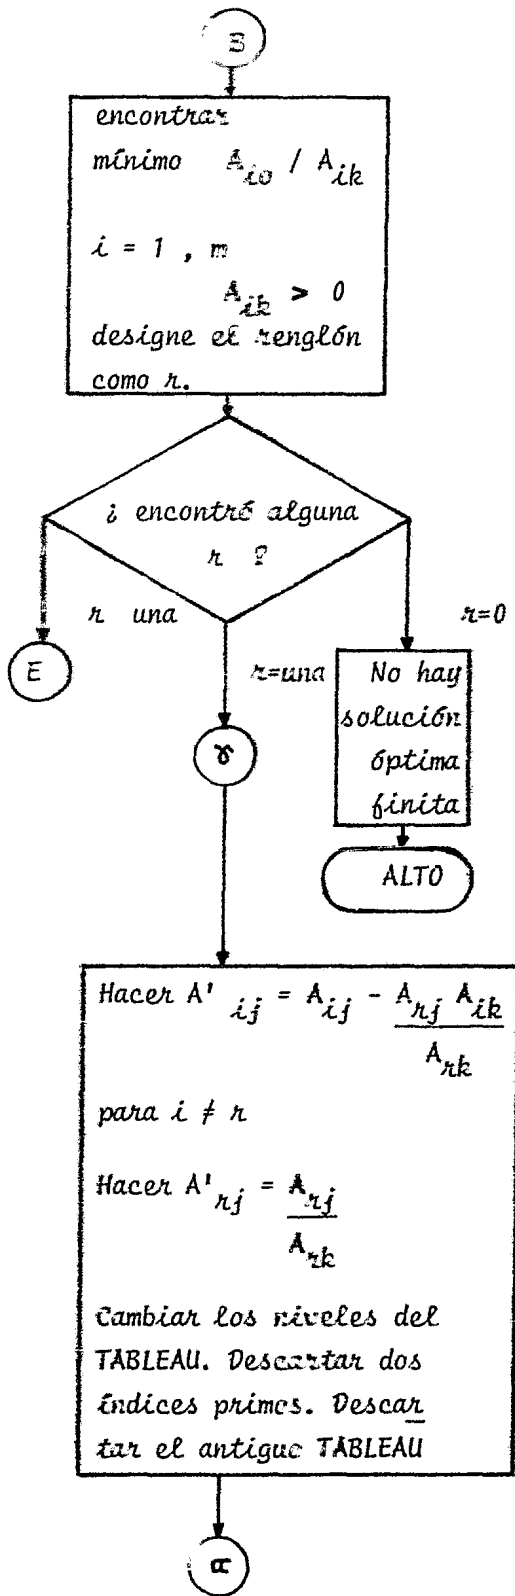 B
encontrar
mínimo A_io / A_ik
i = 1 , m
A_ik > 0
designe el renglón
como r.
¿ encontré alguna
r ?
r una
r=una
r=0
E
No hay
solución
óptima
finita
γ
ALTO
Hacer A'_ij = A_ij - A_rj A_ik
A_rk
para i ≠ r
Hacer A'_rj = A_rj
A_rk
Cambiar los niveles del
TABLEAU. Descartar dos
índices primos. Descar
tar el antiguo TABLEAU
α